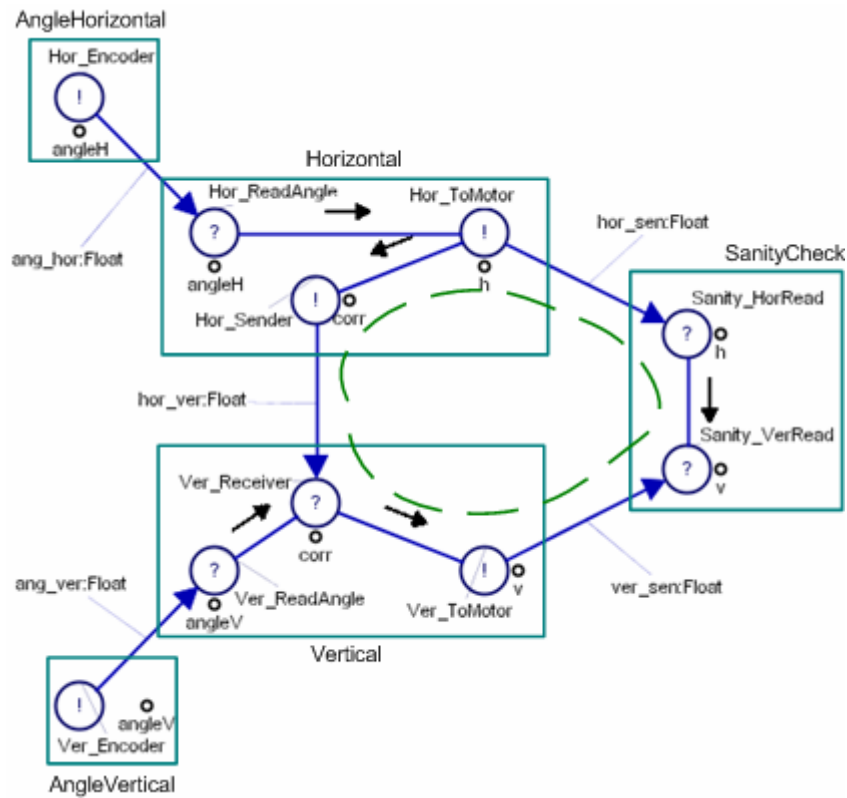 AngleHorizontal
Hor_Encoder
!
angleH
Horizontal
Hor_ReadAngle
Hor_ToMotor
?
!
ang_hor:Float
angleH
h
hor_sen:Float
SanityCheck
Hor_Sender
!
corr
Sanity_HorRead
?
h
hor_ver:Float
Sanity_VerRead
?
v
Ver_Receiver
?
corr
ang_ver:Float
?
Ver_ReadAngle
angleV
!
v
Ver_ToMotor
ver_sen:Float
Vertical
!
angleV
Ver_Encoder
AngleVertical